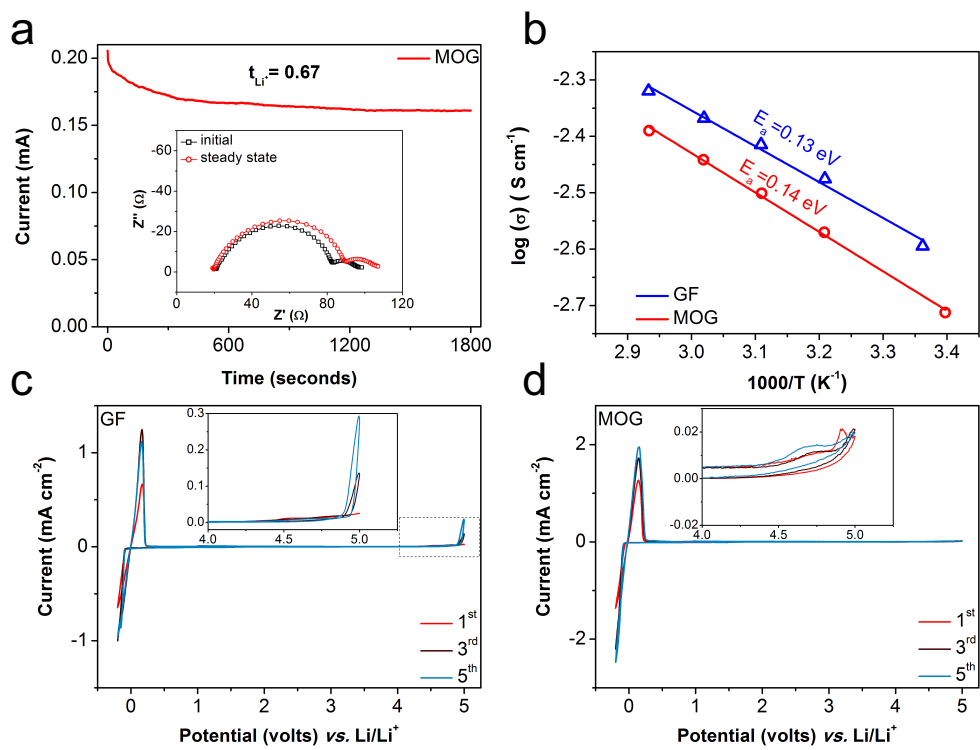 a
0.20
0.15
0.10
0.05
0.00
Current (mA)
t_Li⁺ = 0.67
MOG
-60
-40
-20
0
Z'' (Ω)
initial
steady state
0 40 80 120
Z' (Ω)
0 600 1200 1800
Time (seconds)
b
-2.3
-2.4
-2.5
-2.6
-2.7
log (σ) ( S cm⁻¹)
Eₐ=0.13 eV
Eₐ=0.14 eV
GF
MOG
2.9 3.0 3.1 3.2 3.3 3.4
1000/T (K⁻¹)
c
GF
1
0
-1
Current (mA cm⁻²)
0.3
0.2
0.1
0.0
4.0 4.5 5.0
1st
3rd
5th
0 1 2 3 4 5
Potential (volts) vs. Li/Li⁺
d
MOG
2
0
-2
Current (mA cm⁻²)
0.02
0.00
-0.02
4.0 4.5 5.0
1st
3rd
5th
0 1 2 3 4 5
Potential (volts) vs. Li/Li⁺